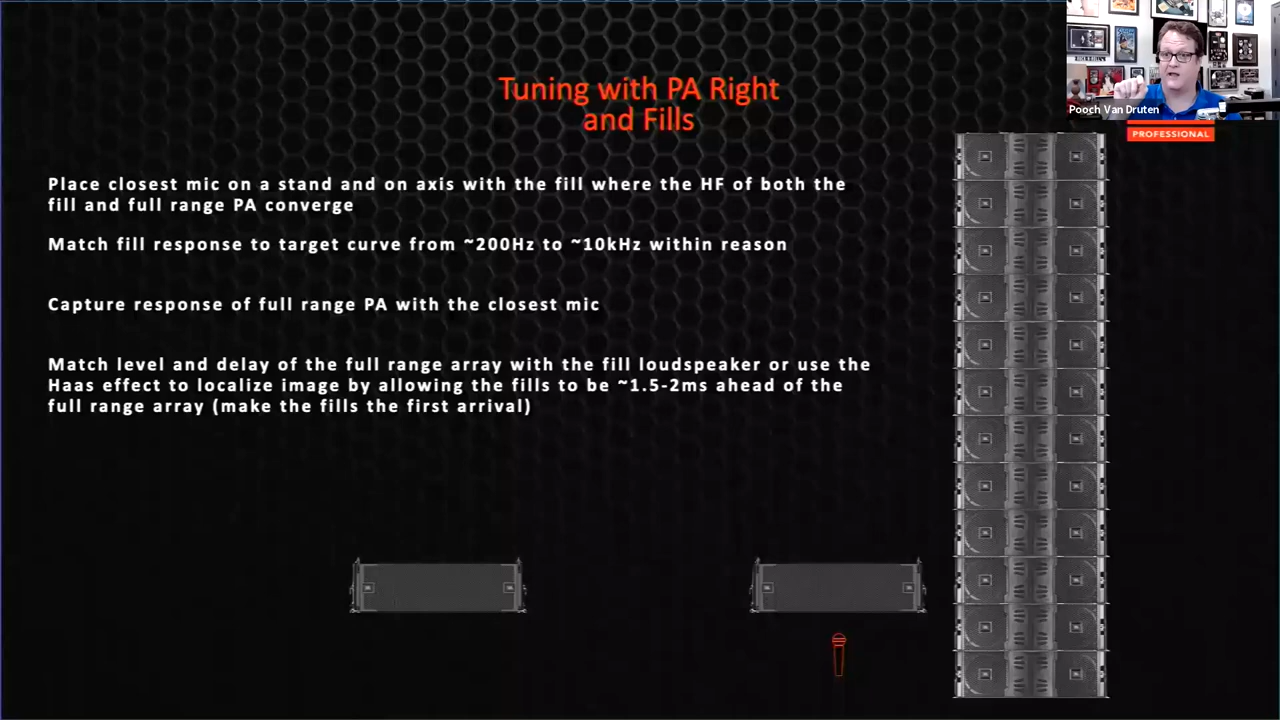 Tuning with PA Right
and Fills
Pooch Van Druten
PROFESSIONAL
Place closest mic on a stand and on axis with the fill where the HF of both the
fill and full range PA converge
Match fill response to target curve from ~200Hz to ~10kHz within reason
Capture response of full range PA with the closest mic
Match level and delay of the full range array with the fill loudspeaker or use the
Haas effect to localize image by allowing the fills to be ~1.5-2ms ahead of the
full range array (make the fills the first arrival)